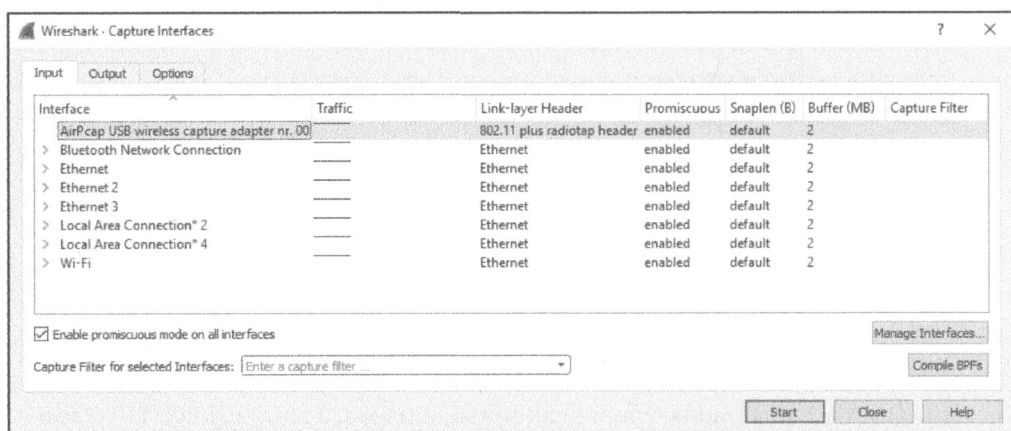 Wireshark · Capture Interfaces ? ×
Input Output Options
Interface Traffic Link-layer Header Promiscuous Snaplen (B) Buffer (MB) Capture Filter
AirPcap USB wireless capture adapter nr. 00 802.11 plus radiotap header enabled default 2
> Bluetooth Network Connection Ethernet enabled default 2
> Ethernet Ethernet enabled default 2
> Ethernet 2 Ethernet enabled default 2
> Ethernet 3 Ethernet enabled default 2
> Local Area Connection* 2 Ethernet enabled default 2
> Local Area Connection* 4 Ethernet enabled default 2
> Wi-Fi Ethernet enabled default 2
Enable promiscuous mode on all interfaces Manage Interfaces...
Capture Filter for selected Interfaces: Enter a capture filter ... Compile BPFs
Start Close Help